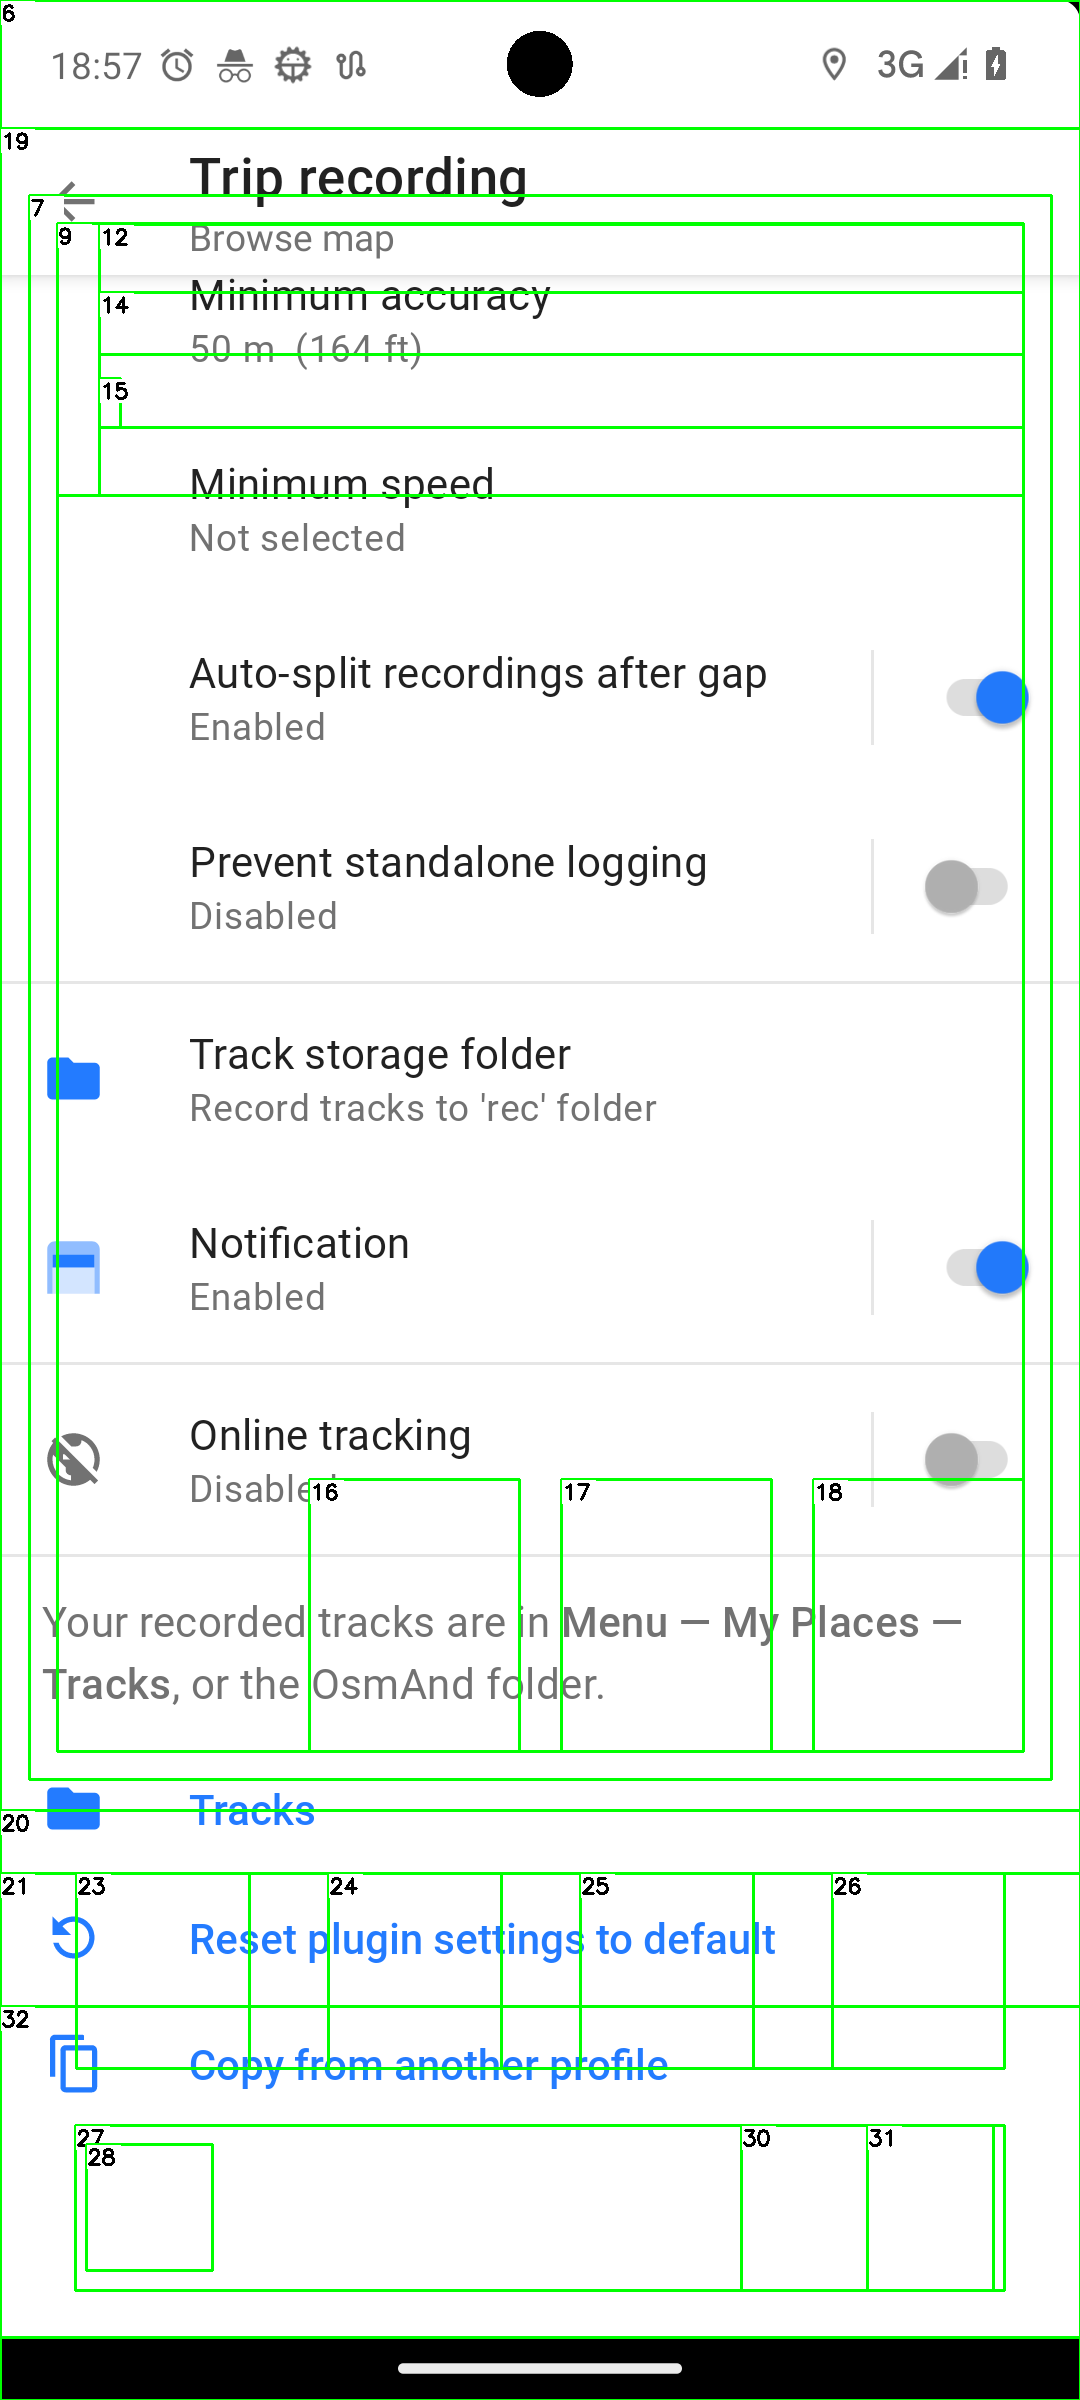 18:57
3G
Trip recording
Browse map
Minimum accuracy
50 m (164 ft)
Minimum speed
Not selected
Auto-split recordings after gap
Enabled
Prevent standalone logging
Disabled
Track storage folder
Record tracks to 'rec' folder
Notification
Enabled
Online tracking
Disabled
Your recorded tracks are in Menu — My Places —
Tracks, or the OsmAnd folder.
Tracks
Reset plugin settings to default
Copy from another profile
6
19
7
9
12
14
15
16
17
18
20
21
23
24
25
26
32
27
28
30
31